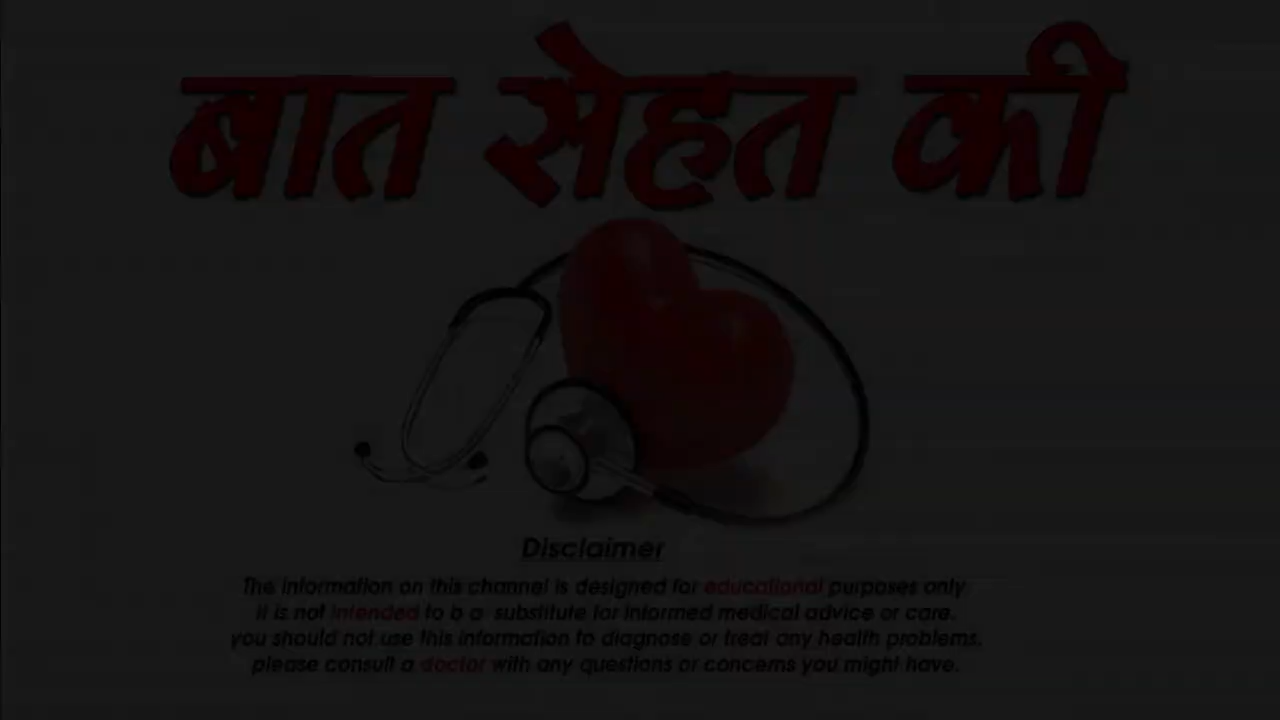 बात सेहत की
Disclaimer
The information on this channel is designed for educational purposes only.
it is not intended to b a substitute for informed medical advice or care.
you should not use this information to diagnose or treat any health problems.
please consult a doctor with any questions or concerns you might have.